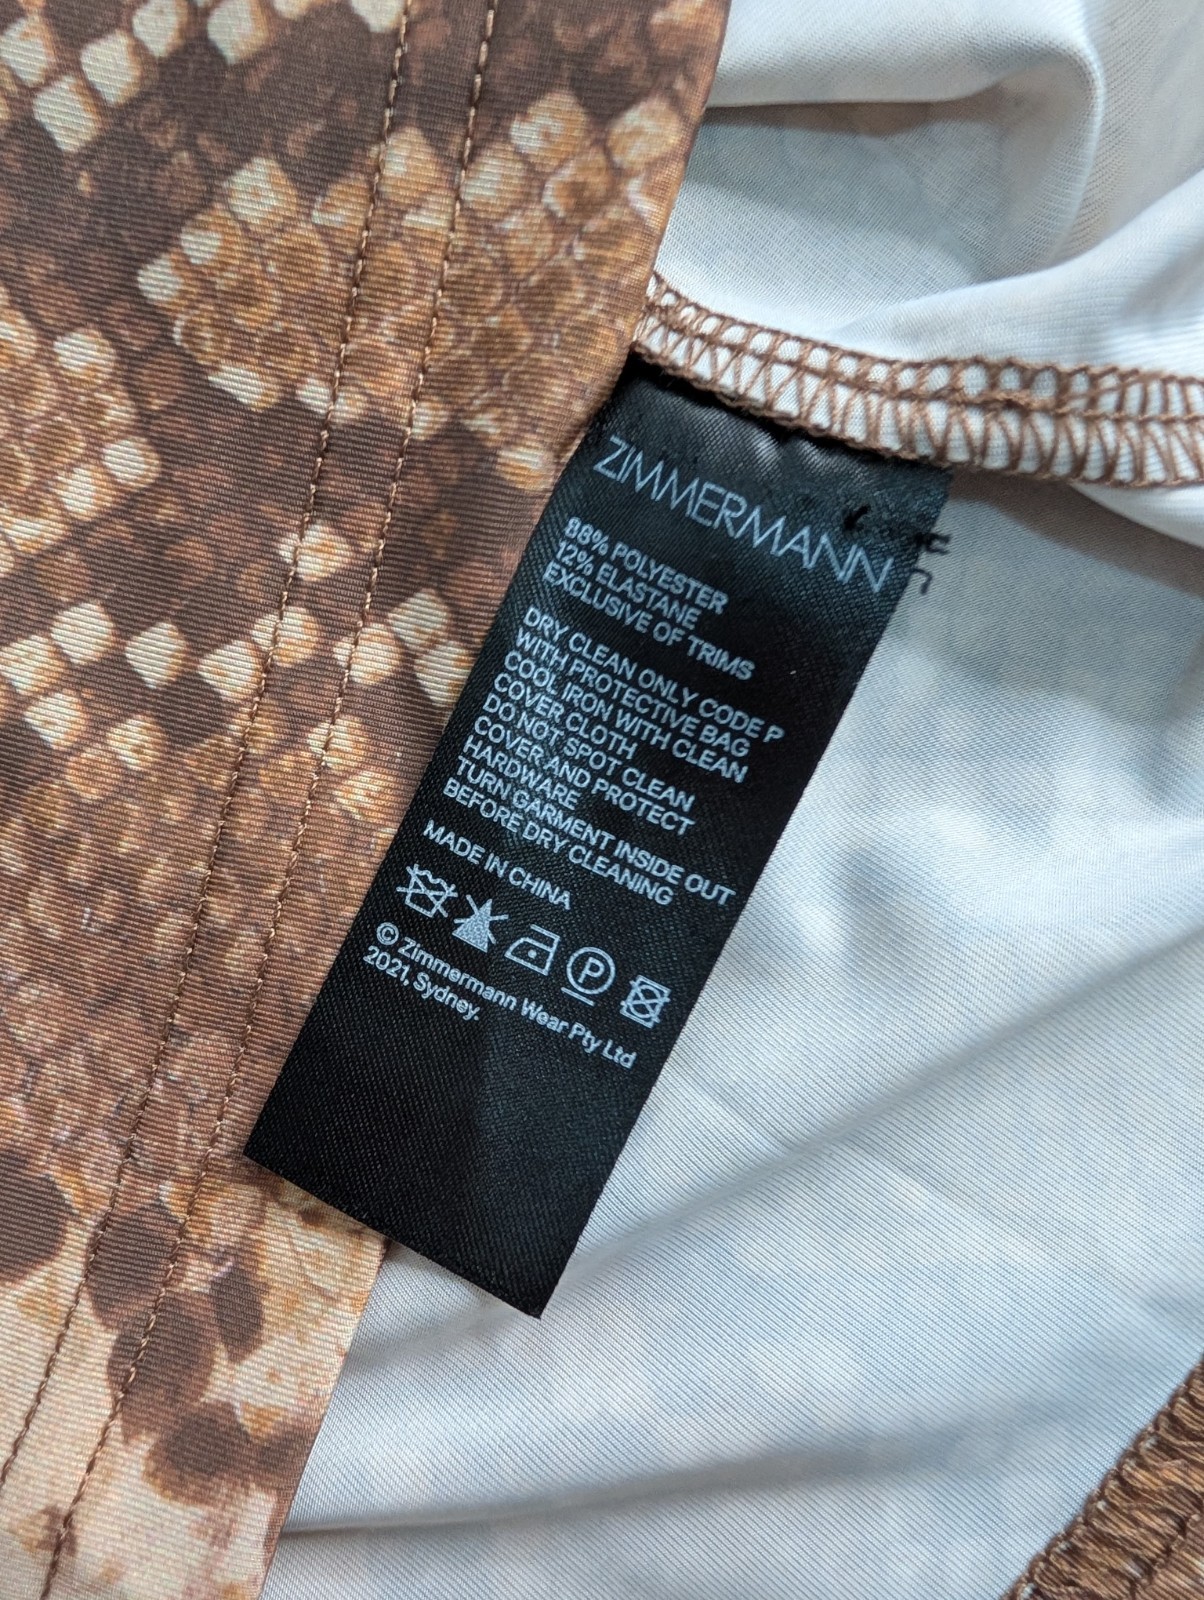 ZIMMERMANN
88% POLYESTER
12% ELASTANE
EXCLUSIVE OF TRIMS
DRY CLEAN ONLY CODE P
WITH PROTECTIVE BAG
COOL IRON WITH CLEAN
COVER CLOTH
DO NOT SPOT CLEAN
COVER AND PROTECT
HARDWARE
TURN GARMENT INSIDE OUT
BEFORE DRY CLEANING
MADE IN CHINA
P
© Zimmermann Wear Pty Ltd
2021, Sydney.